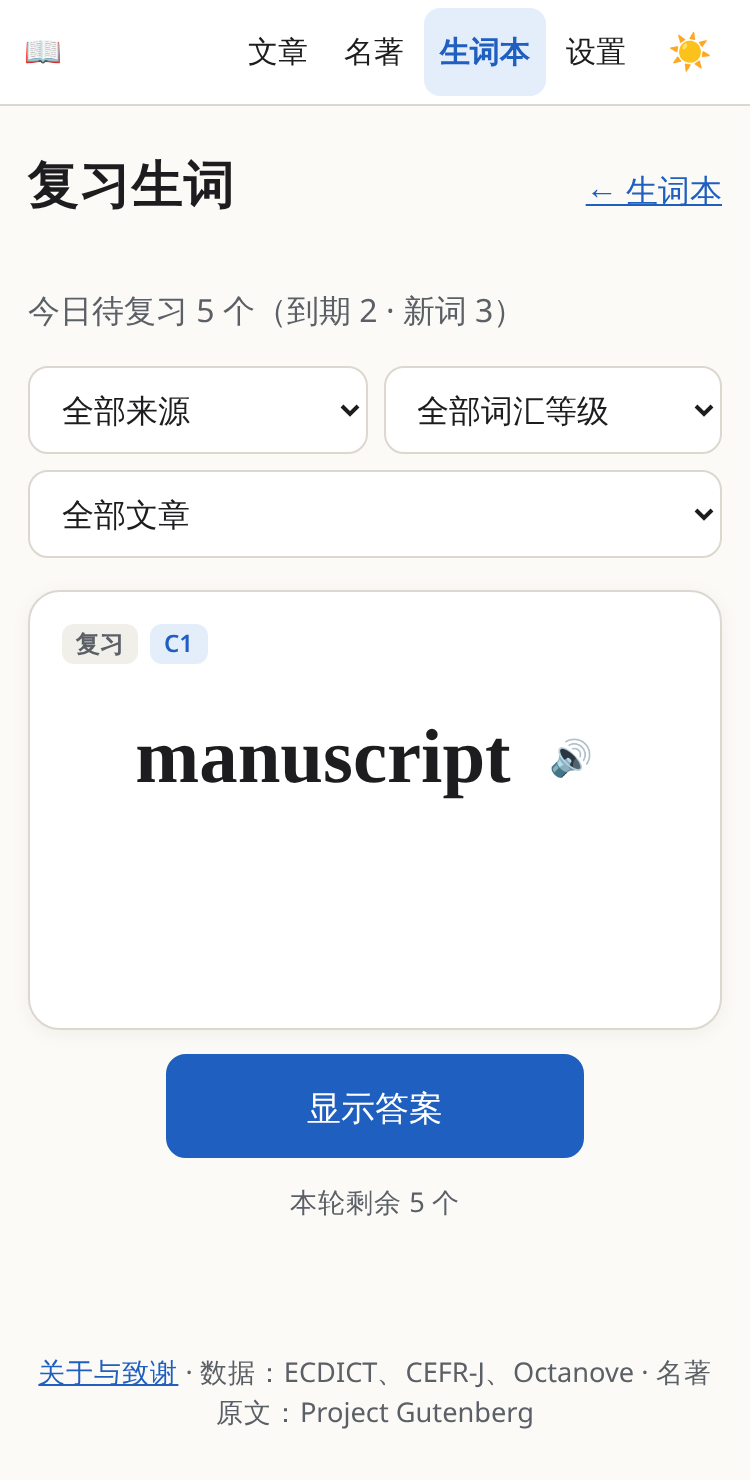 文章 名著 生词本 设置
复习生词
← 生词本
今日待复习 5 个（到期 2 · 新词 3）
全部来源 全部词汇等级
全部文章
复习 C1
manuscript
显示答案
本轮剩余 5 个
关于与致谢 · 数据：ECDICT、CEFR-J、Octanove · 名著
原文：Project Gutenberg